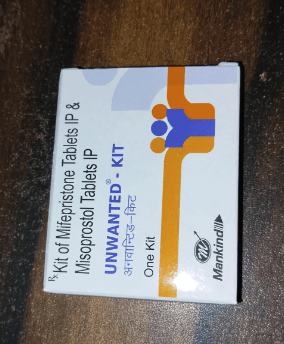 Rx Kit of Mifepristone Tablets IP &
Misoprostol Tablets IP
UNWANTED® - KIT
अनवान्टिड-किट
One Kit
Mankind